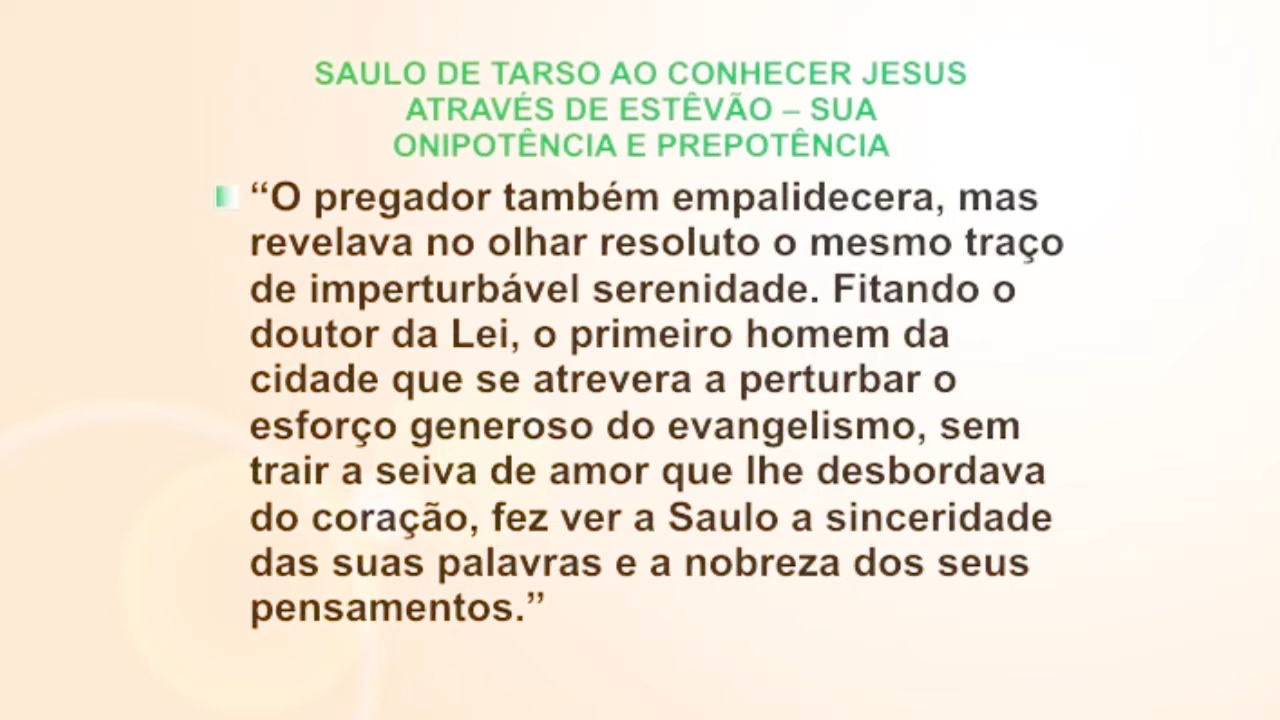 SAULO DE TARSO AO CONHECER JESUS
ATRAVÉS DE ESTÊVÃO – SUA
ONIPOTÊNCIA E PREPOTÊNCIA
“O pregador também empalidecera, mas
revelava no olhar resoluto o mesmo traço
de imperturbável serenidade. Fitando o
doutor da Lei, o primeiro homem da
cidade que se atrevera a perturbar o
esforço generoso do evangelismo, sem
trair a seiva de amor que lhe desbordava
do coração, fez ver a Saulo a sinceridade
das suas palavras e a nobreza dos seus
pensamentos.”